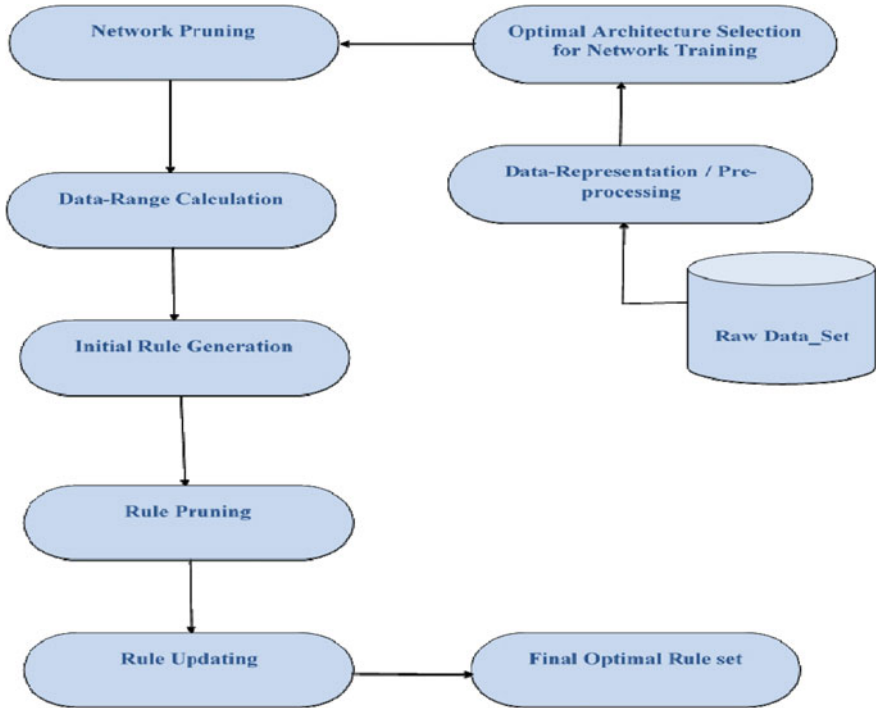 Network Pruning
Optimal Architecture Selection
for Network Training
Data-Representation / Pre-
processing
Data-Range Calculation
Raw Data_Set
Initial Rule Generation
Rule Pruning
Rule Updating
Final Optimal Rule set